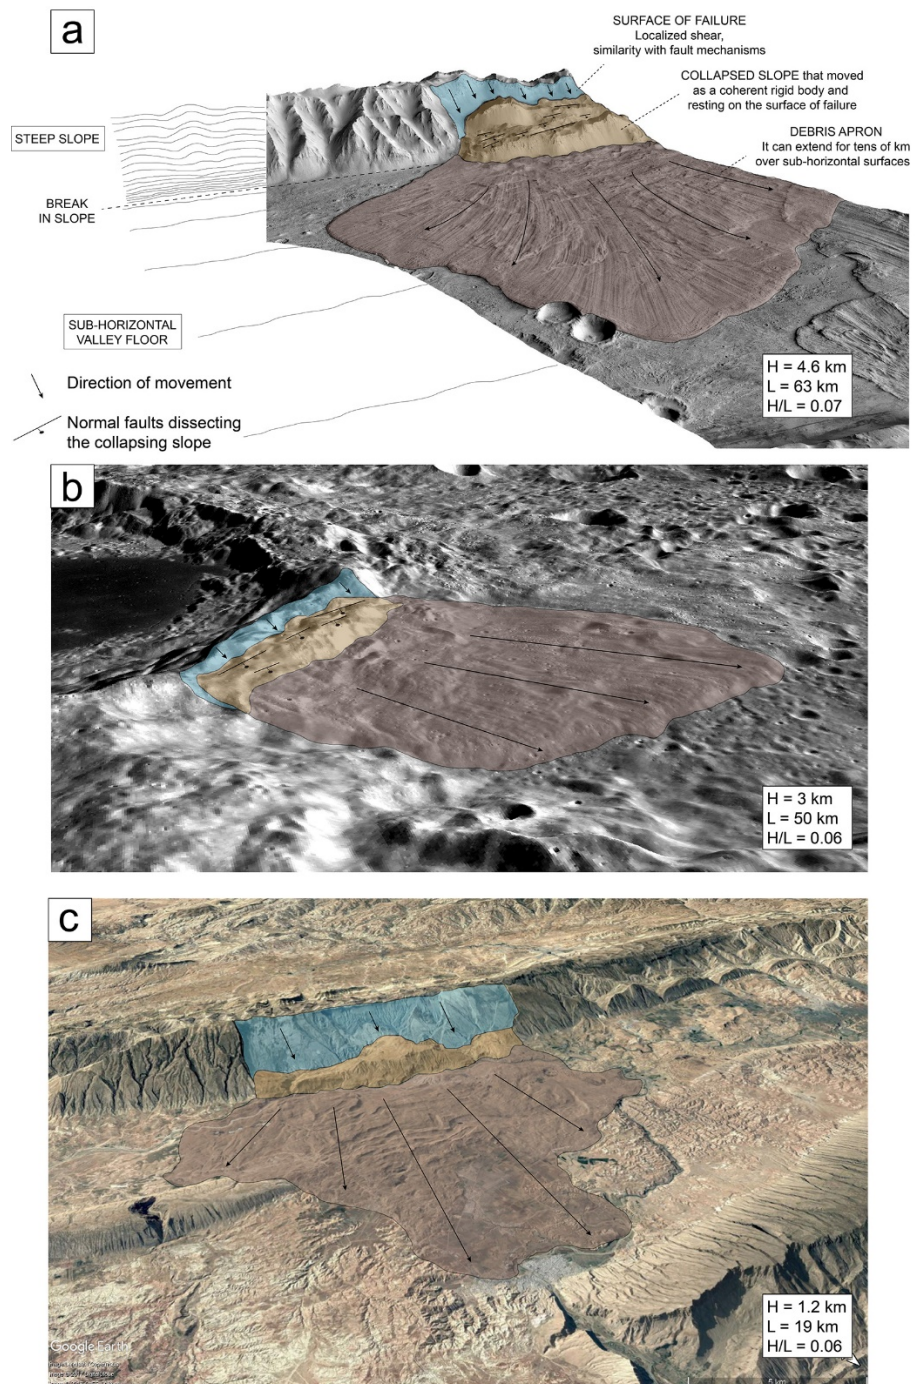 a
SURFACE OF FAILURE
Localized shear,
similarity with fault mechanisms
COLLAPSED SLOPE that moved
as a coherent rigid body and
resting on the surface of failure
DEBRIS APRON
It can extend for tens of km
over sub-horizontal surfaces
STEEP SLOPE
BREAK
IN SLOPE
SUB-HORIZONTAL
VALLEY FLOOR
Direction of movement
Normal faults dissecting
the collapsing slope
H = 4.6 km
L = 63 km
H/L = 0.07
b
H = 3 km
L = 50 km
H/L = 0.06
c
H = 1.2 km
L = 19 km
H/L = 0.06
Google Earth
5 km